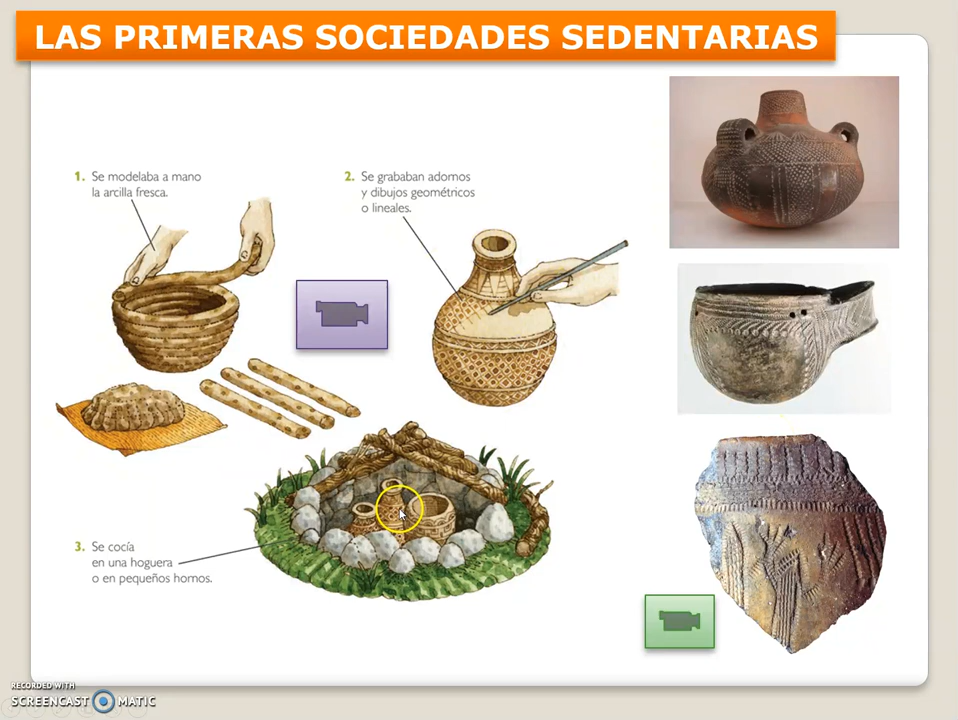 LAS PRIMERAS SOCIEDADES SEDENTARIAS
1. Se modelaba a mano
la arcilla fresca.
2. Se grababan adornos
y dibujos geométricos
o lineales.
3. Se cocía
en una hoguera
o en pequeños hornos.
RECORDED WITH
SCREENCAST MATIC